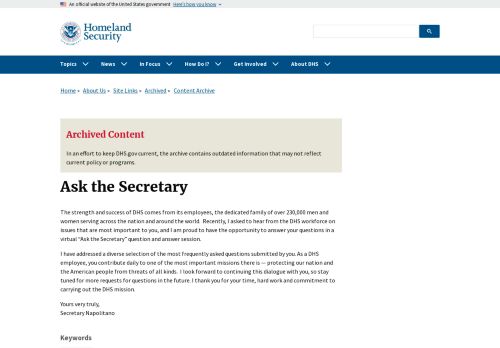 An official website of the United States government Here's how you know
Homeland
Security
Topics News In Focus How Do I? Get Involved About DHS
Home » About Us » Site Links » Archived » Content Archive
Archived Content
In an effort to keep DHS.gov current, the archive contains outdated information that may not reflect
current policy or programs.
Ask the Secretary
The strength and success of DHS comes from its employees, the dedicated family of over 230,000 men and
women serving across the nation and around the world. Recently, I asked to hear from the DHS workforce on
issues that are most important to you, and I am proud to have the opportunity to answer your questions in a
virtual “Ask the Secretary” question and answer session.
I have addressed a diverse selection of the most frequently asked questions submitted by you. As a DHS
employee, you contribute daily to one of the most important missions there is — protecting our nation and
the American people from threats of all kinds. I look forward to continuing this dialogue with you, so stay
tuned for more requests for questions in the future. I thank you for your time, hard work and commitment to
carrying out the DHS mission.
Yours very truly,
Secretary Napolitano
Keywords